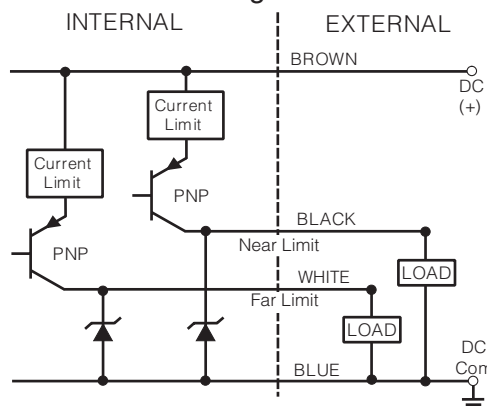 INTERNAL
EXTERNAL
BROWN
DC
(+)
Current
Limit
Current
Limit
PNP
PNP
BLACK
Near Limit
WHITE
Far Limit
LOAD
LOAD
BLUE
DC
Com